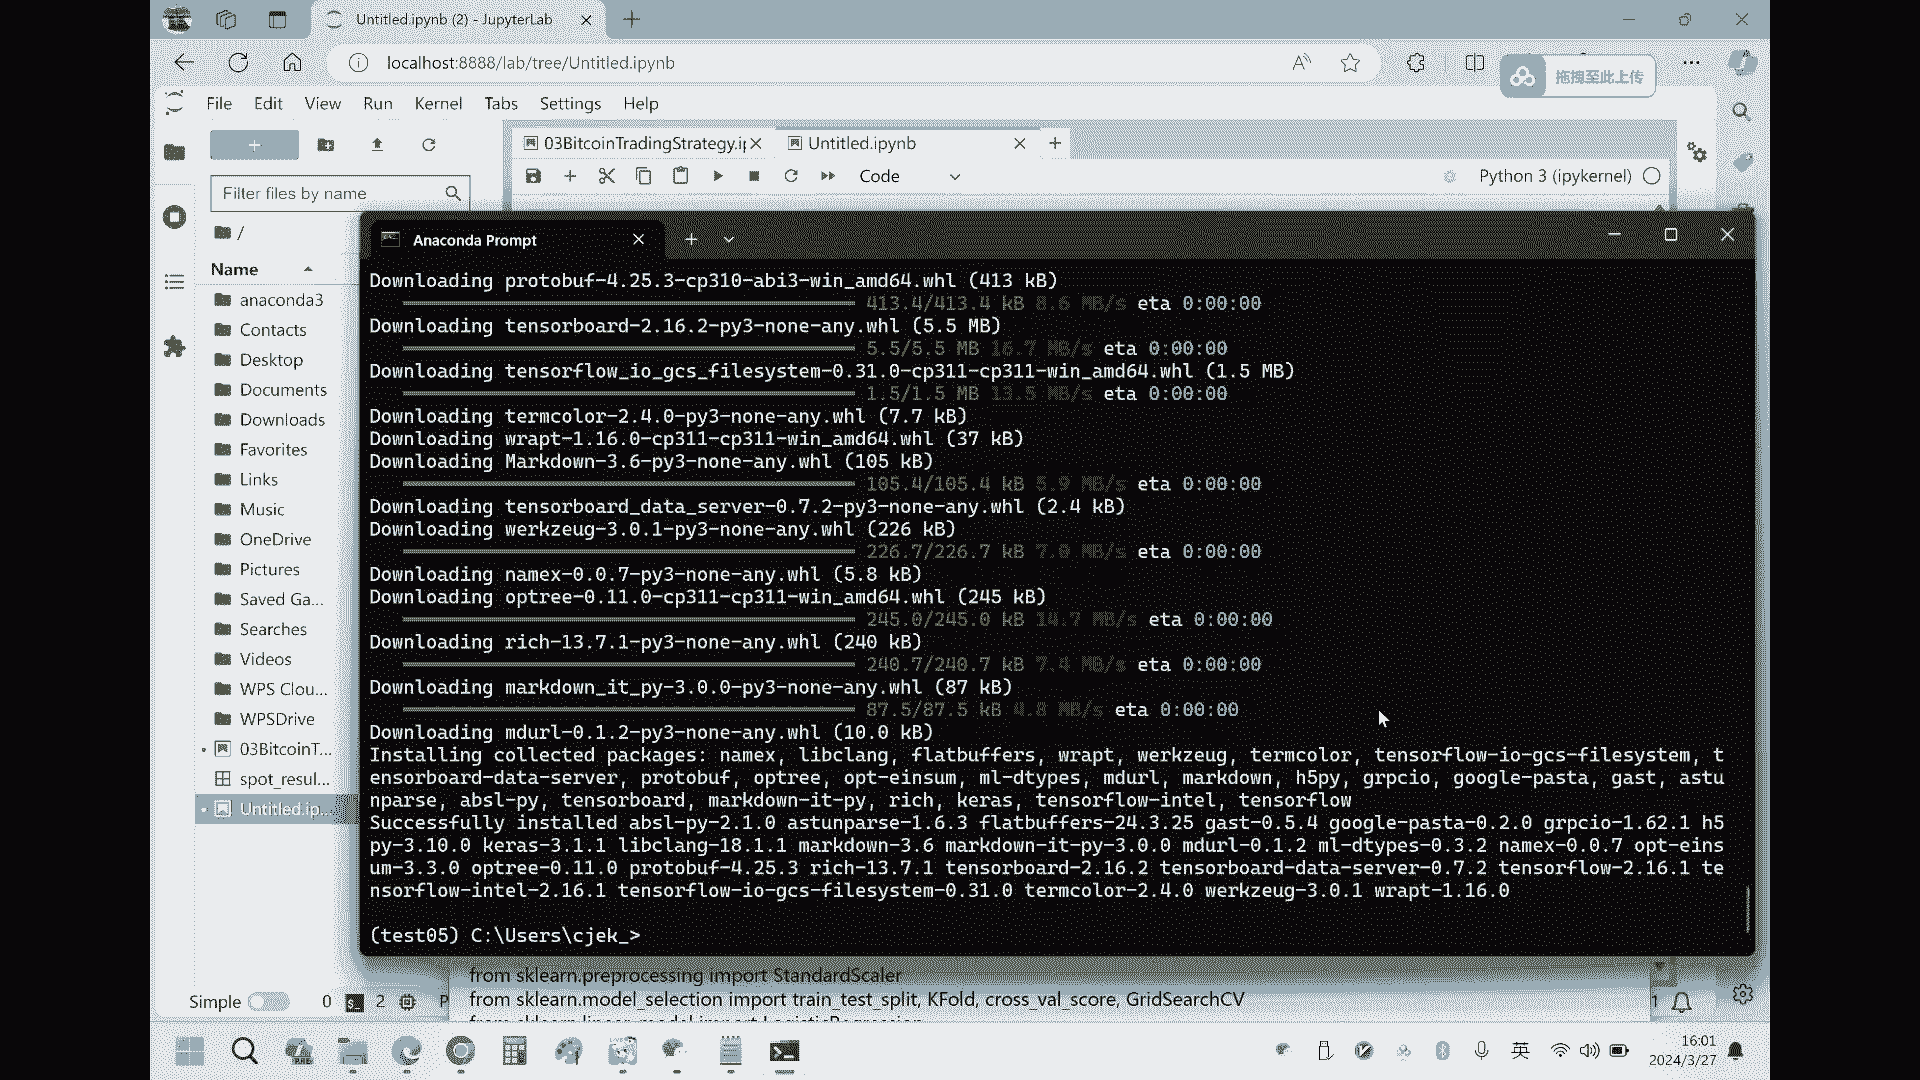 Untitled.ipynb (2) - JupyterLab
localhost:8888/lab/tree/Untitled.ipynb
拖拽至此上传
File Edit View Run Kernel Tabs Settings Help
03BitcoinTradingStrategy.i
Untitled.ipynb
Code
Python 3 (ipykernel)
Filter files by name
/
Name
anaconda3
Contacts
Desktop
Documents
Downloads
Favorites
Links
Music
OneDrive
Pictures
Saved Ga...
Searches
Videos
WPS Clou...
WPSDrive
03BitcoinT...
spot_resul...
Untitled.ip...
Anaconda Prompt
Downloading protobuf-4.25.3-cp310-abi3-win_amd64.whl (413 kB)
413.4/413.4 kB 8.6 MB/s eta 0:00:00
Downloading tensorboard-2.16.2-py3-none-any.whl (5.5 MB)
5.5/5.5 MB 16.7 MB/s eta 0:00:00
Downloading tensorflow_io_gcs_filesystem-0.31.0-cp311-cp311-win_amd64.whl (1.5 MB)
1.5/1.5 MB 13.5 MB/s eta 0:00:00
Downloading termcolor-2.4.0-py3-none-any.whl (7.7 kB)
Downloading wrapt-1.16.0-cp311-cp311-win_amd64.whl (37 kB)
Downloading Markdown-3.6-py3-none-any.whl (105 kB)
105.4/105.4 kB 5.9 MB/s eta 0:00:00
Downloading tensorboard_data_server-0.7.2-py3-none-any.whl (2.4 kB)
Downloading werkzeug-3.0.1-py3-none-any.whl (226 kB)
226.7/226.7 kB 7.0 MB/s eta 0:00:00
Downloading namex-0.0.7-py3-none-any.whl (5.8 kB)
Downloading optree-0.11.0-cp311-cp311-win_amd64.whl (245 kB)
245.0/245.0 kB 14.7 MB/s eta 0:00:00
Downloading rich-13.7.1-py3-none-any.whl (240 kB)
240.7/240.7 kB 7.4 MB/s eta 0:00:00
Downloading markdown_it_py-3.0.0-py3-none-any.whl (87 kB)
87.5/87.5 kB 4.8 MB/s eta 0:00:00
Downloading mdurl-0.1.2-py3-none-any.whl (10.0 kB)
Installing collected packages: namex, libclang, flatbuffers, wrapt, werkzeug, termcolor, tensorflow-io-gcs-filesystem, t
ensorboard-data-server, protobuf, optree, opt-einsum, ml-dtypes, mdurl, markdown, h5py, grpcio, google-pasta, gast, astu
nparse, absl-py, tensorboard, markdown-it-py, rich, keras, tensorflow-intel, tensorflow
Successfully installed absl-py-2.1.0 astunparse-1.6.3 flatbuffers-24.3.25 gast-0.5.4 google-pasta-0.2.0 grpcio-1.62.1 h5
py-3.10.0 keras-3.1.1 libclang-18.1.1 markdown-3.6 markdown-it-py-3.0.0 mdurl-0.1.2 ml-dtypes-0.3.2 namex-0.0.7 opt-eins
um-3.3.0 optree-0.11.0 protobuf-4.25.3 rich-13.7.1 tensorboard-2.16.2 tensorboard-data-server-0.7.2 tensorflow-2.16.1 te
nsorflow-intel-2.16.1 tensorflow-io-gcs-filesystem-0.31.0 termcolor-2.4.0 werkzeug-3.0.1 wrapt-1.16.0
(test05) C:\Users\cjek_>
from sklearn.preprocessing import StandardScaler
from sklearn.model_selection import train_test_split, KFold, cross_val_score, GridSearchCV
Simple 0 2 1
英
16:01
2024/3/27